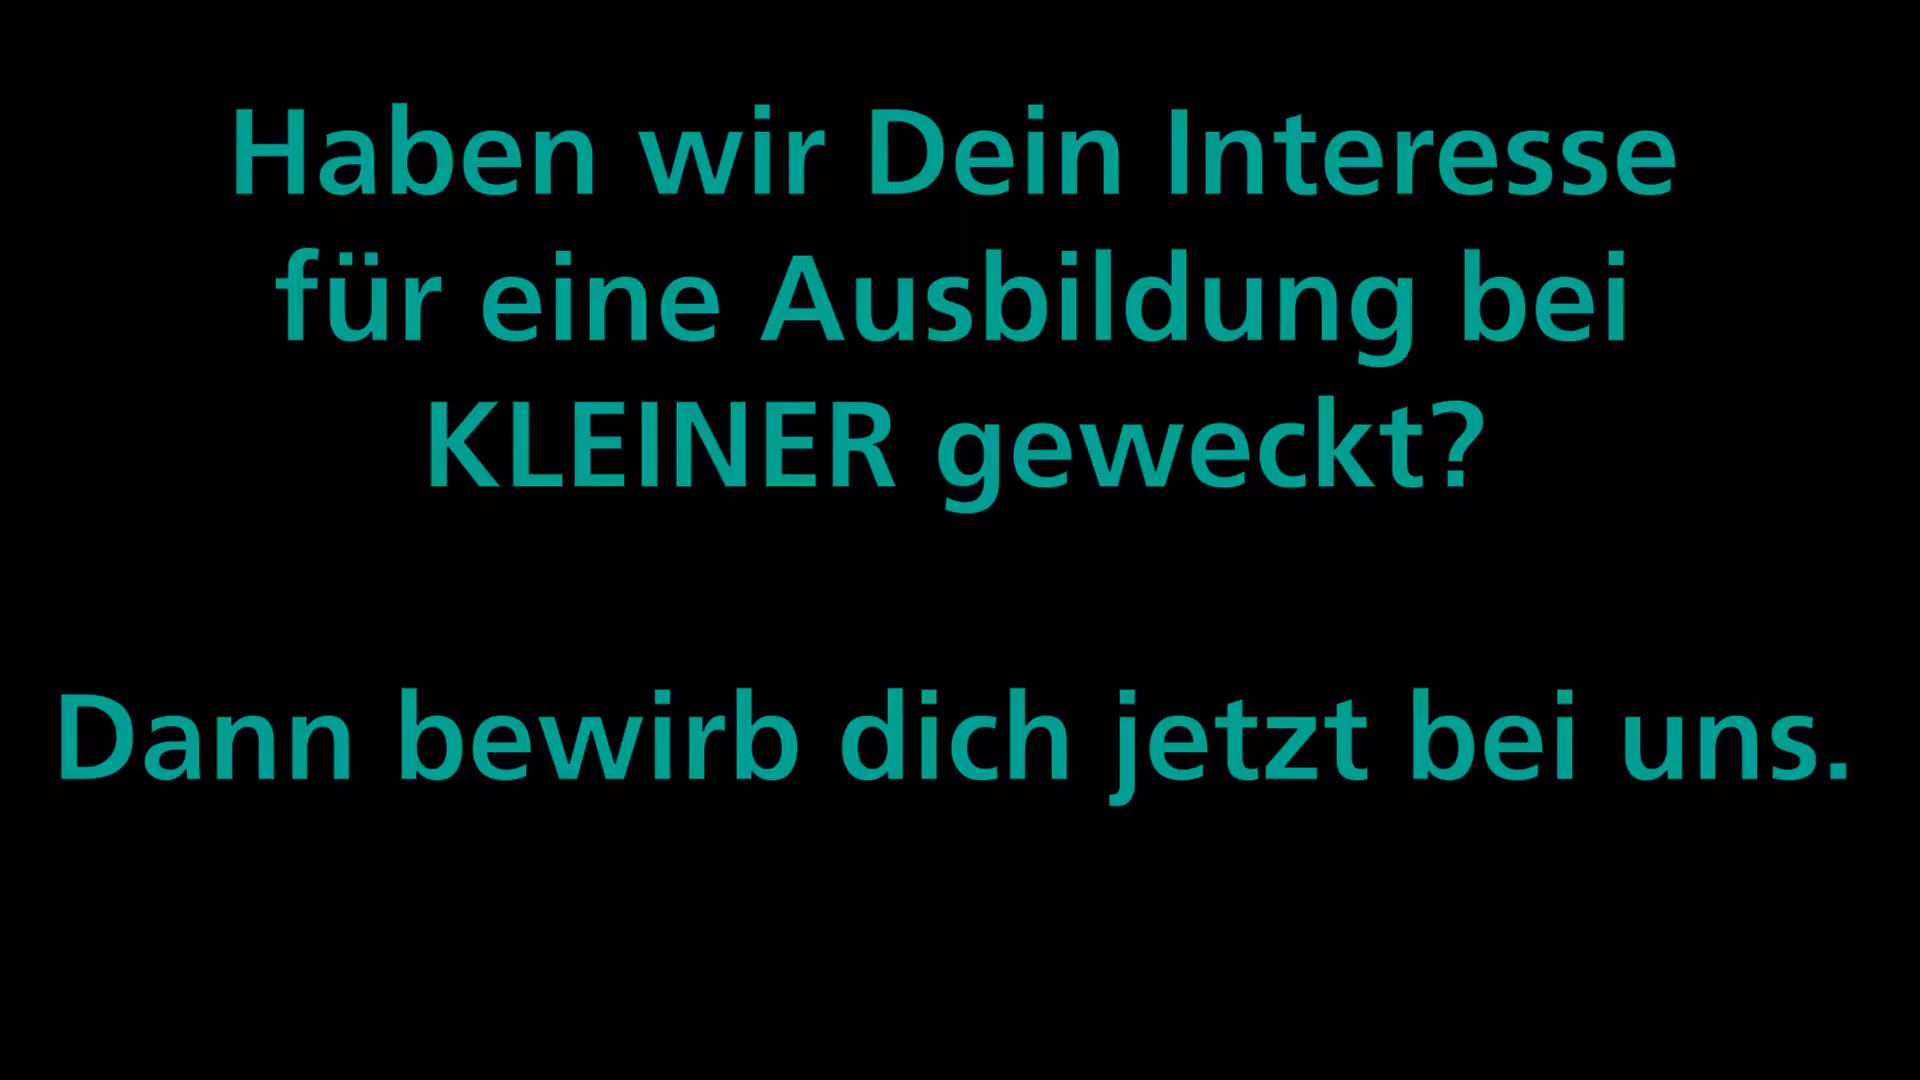 Haben wir Dein Interesse
für eine Ausbildung bei
KLEINER geweckt?
Dann bewirb dich jetzt bei uns.